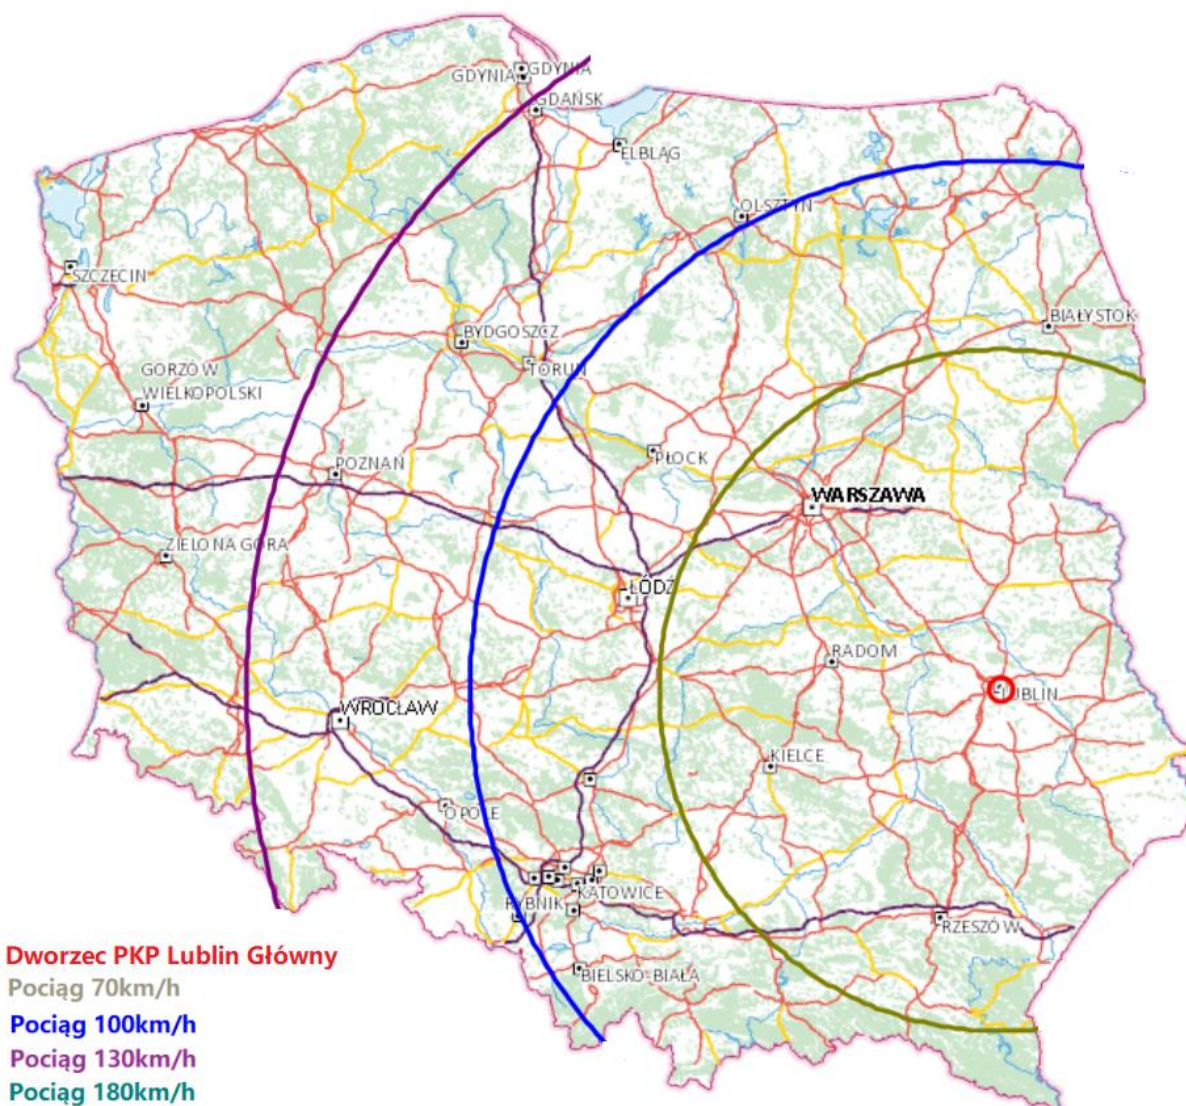 GDYNIA
GDYNIA
GDAŃSK
ELBLĄG
OLSZTYN
SZCZECIN
BIAŁYSTOK
BYDGOSZCZ
TORUŃ
GORZÓW
WIELKOPOLSKI
PŁOCK
POZNAŃ
WARSZAWA
ZIELONA GÓRA
ŁÓDŹ
RADOM
LUBLIN
WROCŁAW
KIELCE
OPOLE
KATOWICE
RYBNIK
RZESZÓW
BIELSKO-BIAŁA
Dworzec PKP Lublin Główny
Pociąg 70km/h
Pociąg 100km/h
Pociąg 130km/h
Pociąg 180km/h